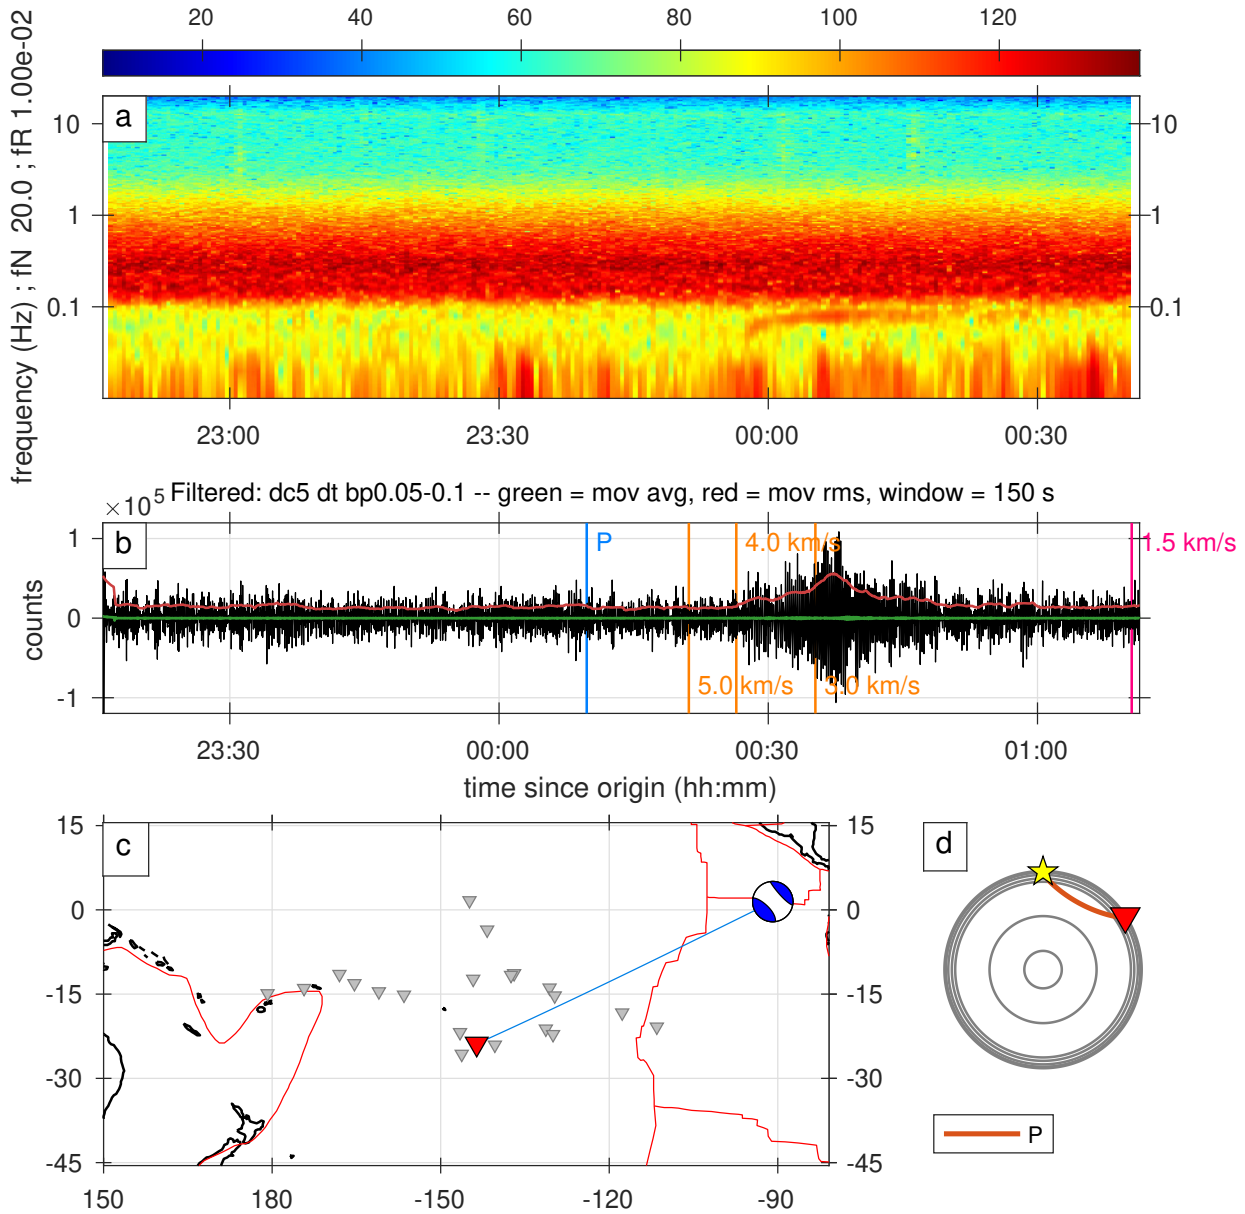 20 40 60 80 100 120
frequency (Hz) ; fN 20.0 ; fR 1.00e-02
a
10 10
1 1
0.1 0.1
23:00 23:30 00:00 00:30
×10 5 Filtered: dc5 dt bp0.05-0.1 -- green = mov avg, red = mov rms, window = 150 s
b
counts
1
0
-1
P 4.0 km/s 1.5 km/s
5.0 km/s 3.0 km/s
23:30 00:00 00:30 01:00
time since origin (hh:mm)
c
d
15 15
0 0
-15 -15
-30 -30
-45 -45
150 180 -150 -120 -90
P